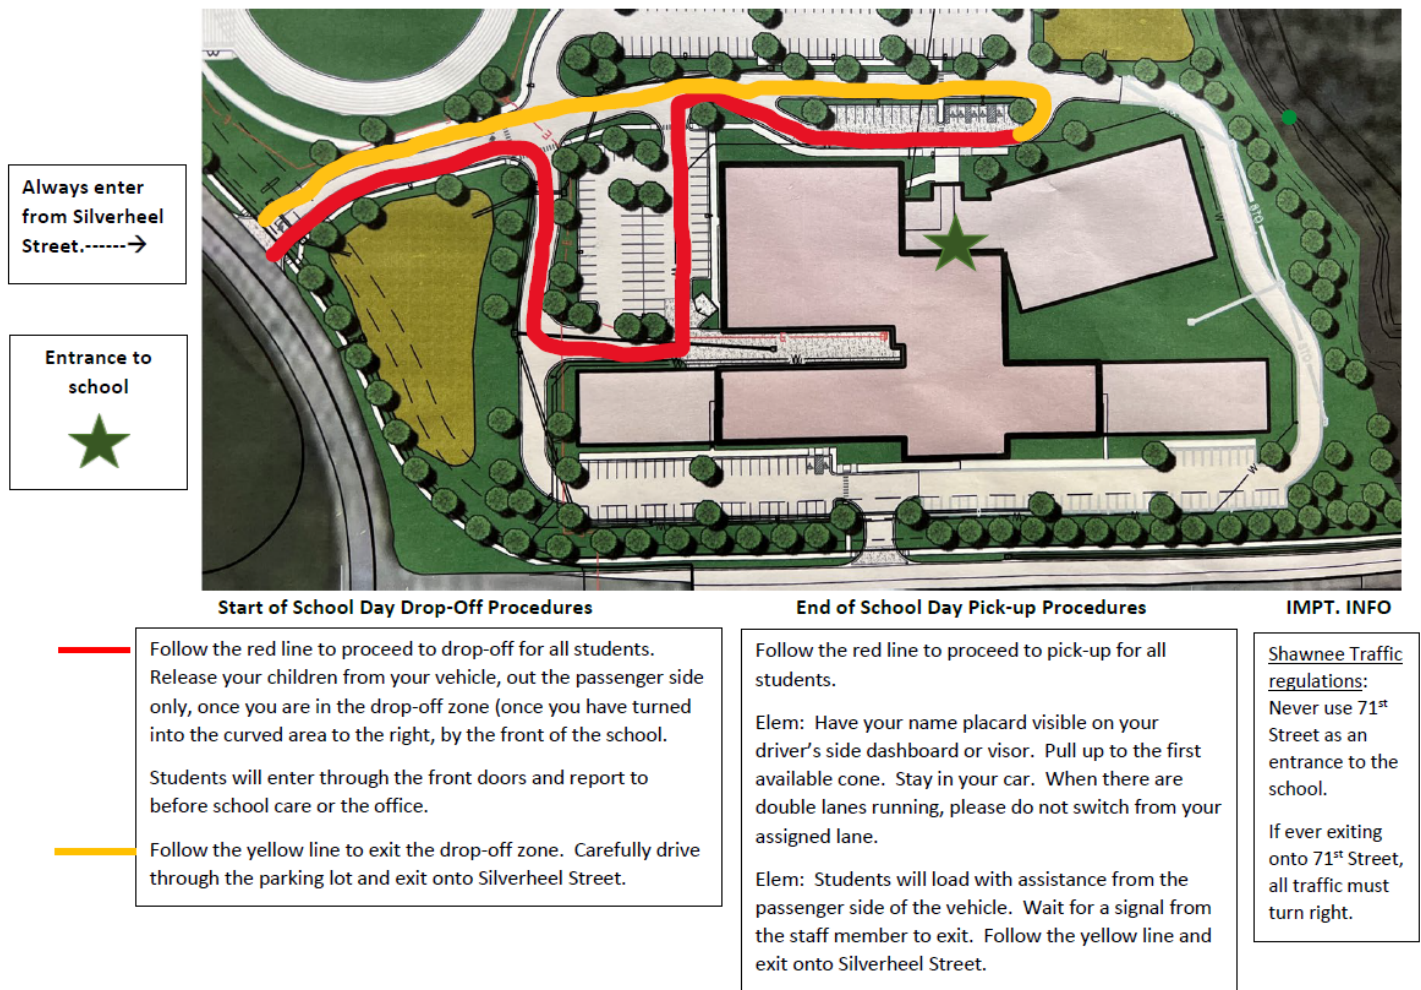 Always enter
from Silverheel
Street.------→
Entrance to
school
Start of School Day Drop-Off Procedures
Follow the red line to proceed to drop-off for all students.
Release your children from your vehicle, out the passenger side
only, once you are in the drop-off zone (once you have turned
into the curved area to the right, by the front of the school.
Students will enter through the front doors and report to
before school care or the office.
Follow the yellow line to exit the drop-off zone.  Carefully drive
through the parking lot and exit onto Silverheel Street.
End of School Day Pick-up Procedures
Follow the red line to proceed to pick-up for all
students.
Elem:  Have your name placard visible on your
driver's side dashboard or visor.  Pull up to the first
available cone.  Stay in your car.  When there are
double lanes running, please do not switch from your
assigned lane.
Elem:  Students will load with assistance from the
passenger side of the vehicle.  Wait for a signal from
the staff member to exit.  Follow the yellow line and
exit onto Silverheel Street.
IMPT. INFO
Shawnee Traffic
regulations:
Never use 71st
Street as an
entrance to the
school.
If ever exiting
onto 71st Street,
all traffic must
turn right.